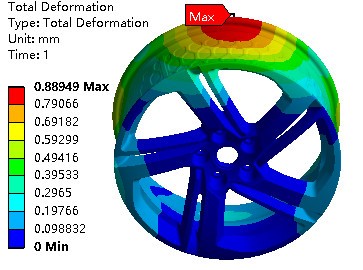 Total Deformation
Type: Total Deformation
Unit: mm
Time: 1
Max
0.88949 Max
0.79066
0.69182
0.59299
0.49416
0.39533
0.2965
0.19766
0.098832
0 Min